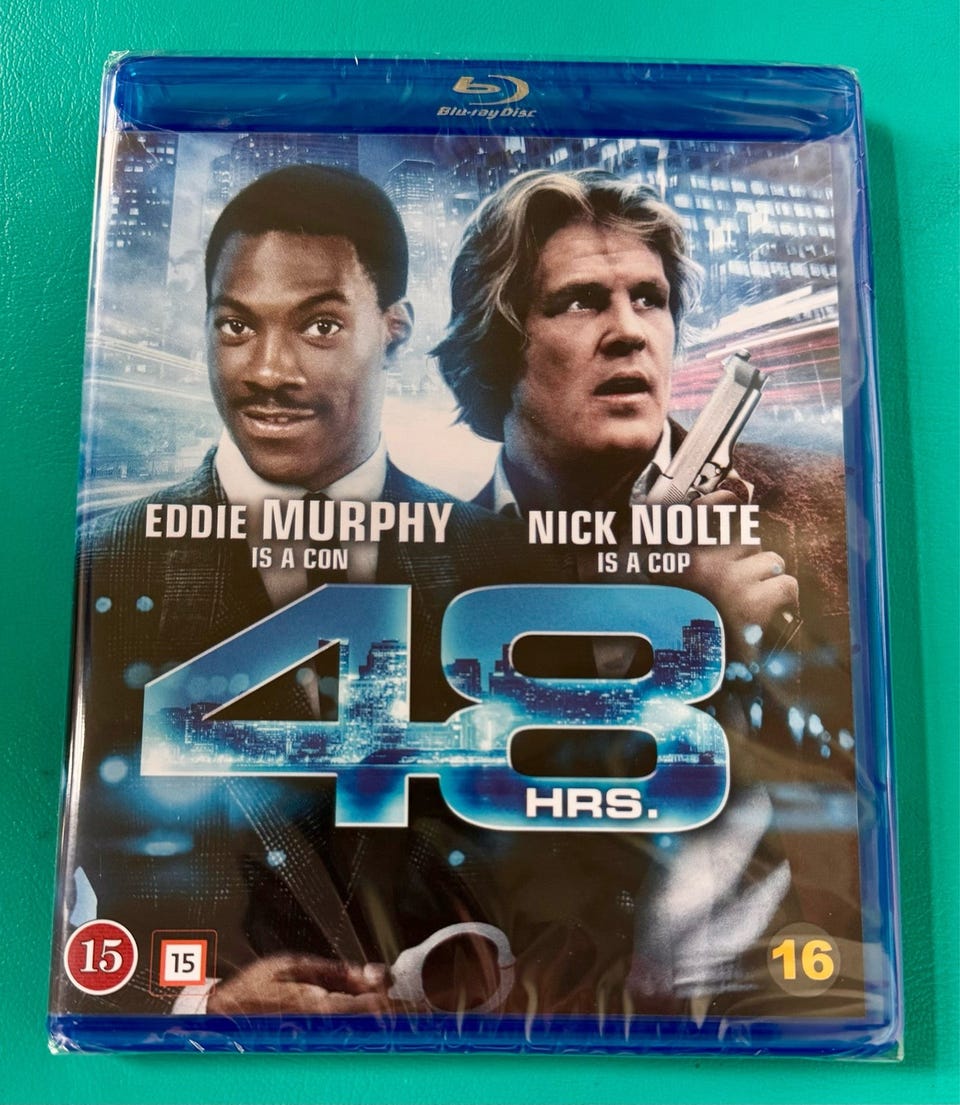 Blu-ray Disc
EDDIE MURPHY
IS A CON
NICK NOLTE
IS A COP
48
HRS.
15
15
16